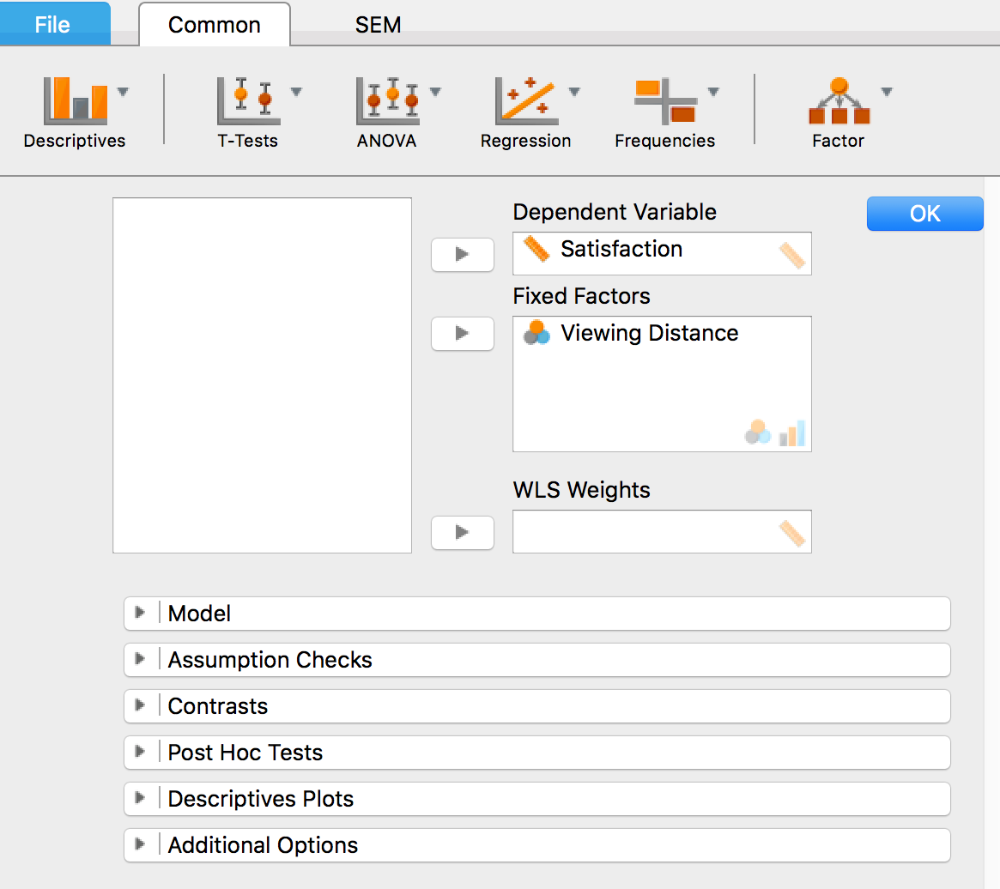 File
Common
SEM
Descriptives
T-Tests
ANOVA
Regression
Frequencies
Factor
Dependent Variable
OK
Satisfaction
Fixed Factors
Viewing Distance
WLS Weights
Model
Assumption Checks
Contrasts
Post Hoc Tests
Descriptives Plots
Additional Options